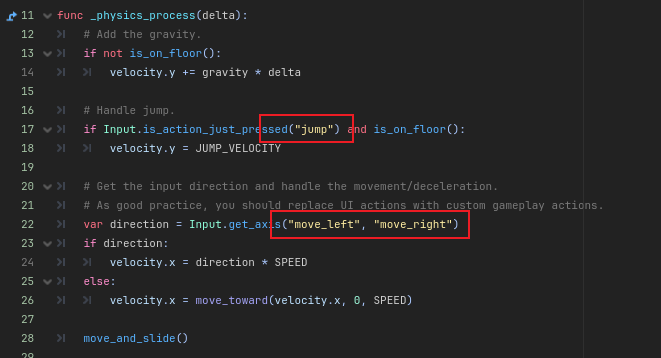 11 func _physics_process(delta):
12 # Add the gravity.
13 if not is_on_floor():
14 velocity.y += gravity * delta
15
16 # Handle jump.
17 if Input.is_action_just_pressed("jump") and is_on_floor():
18 velocity.y = JUMP_VELOCITY
19
20 # Get the input direction and handle the movement/deceleration.
21 # As good practice, you should replace UI actions with custom gameplay actions.
22 var direction = Input.get_axis("move_left", "move_right")
23 if direction:
24 velocity.x = direction * SPEED
25 else:
26 velocity.x = move_toward(velocity.x, 0, SPEED)
27
28 move_and_slide()
29